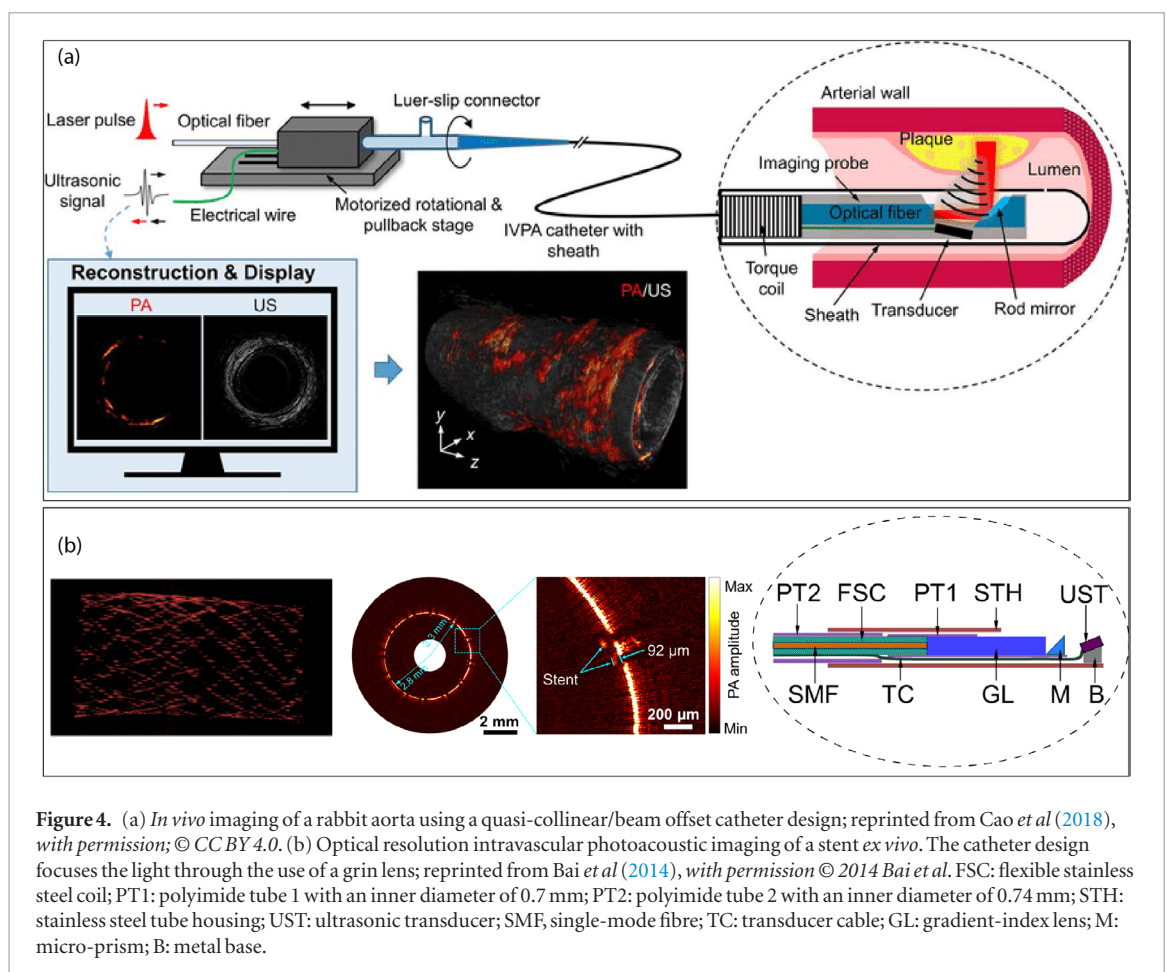 (a)
Laser pulse
Optical fiber
Luer-slip connector
Ultrasonic
signal
Electrical wire
Motorized rotational &
pullback stage
IVPA catheter with
sheath
Arterial wall
Plaque
Imaging probe
Lumen
Optical fiber
Torque
coil
Transducer
Rod mirror
Sheath
Reconstruction & Display
PA
US
PA/US
y
x
z
(b)
2.3 mm
2.8 mm
2 mm
Stent
92 µm
200 µm
Max
PA amplitude
Min
PT2 FSC PT1 STH UST
SMF TC GL M B
Figure 4. (a) In vivo imaging of a rabbit aorta using a quasi-collinear/beam offset catheter design; reprinted from Cao et al (2018),
with permission; © CC BY 4.0. (b) Optical resolution intravascular photoacoustic imaging of a stent ex vivo. The catheter design
focuses the light through the use of a grin lens; reprinted from Bai et al (2014), with permission © 2014 Bai et al. FSC: flexible stainless
steel coil; PT1: polyimide tube 1 with an inner diameter of 0.7 mm; PT2: polyimide tube 2 with an inner diameter of 0.74 mm; STH:
stainless steel tube housing; UST: ultrasonic transducer; SMF, single-mode fibre; TC: transducer cable; GL: gradient-index lens; M:
micro-prism; B: metal base.